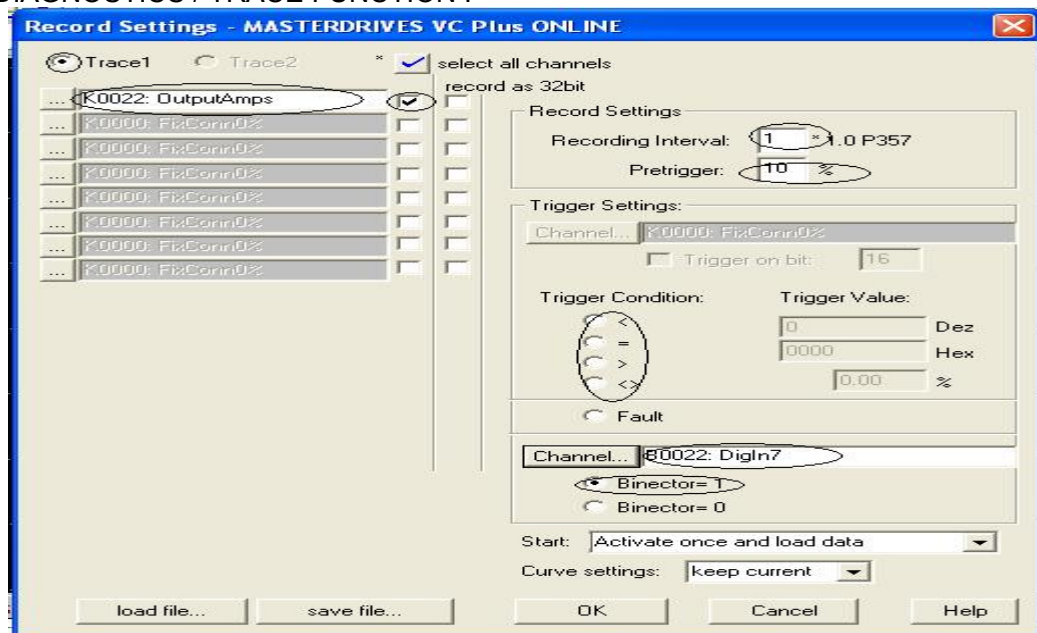 DIAGNOSTICS / TRACE FUNCTION :
Record Settings - MASTERDRIVES VC Plus ONLINE
Trace1 Trace2 * select all channels
record as 32bit
... K0022: OutputAmps
... K0000: FixConn0%
... K0000: FixConn0%
... K0000: FixConn0%
... K0000: FixConn0%
... K0000: FixConn0%
... K0000: FixConn0%
... K0000: FixConn0%
Record Settings
Recording Interval: 1 * 1.0 P357
Pretrigger: 10 %
Trigger Settings:
Channel... K0000: FixConn0%
Trigger on bit: 16
Trigger Condition: Trigger Value:
< 0 Dez
= 0000 Hex
>
<> 0.00 %
Fault
Channel... B0022: DigIn7
Binector= 1
Binector= 0
Start: Activate once and load data
Curve settings: keep current
load file... save file... OK Cancel Help